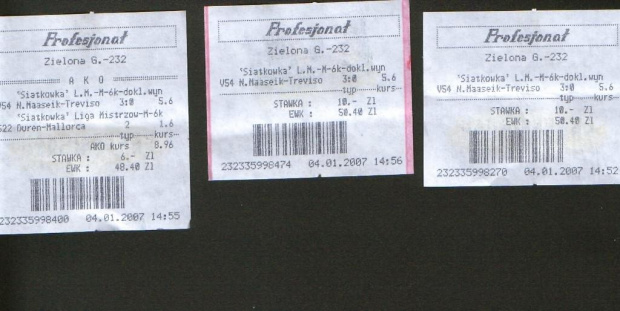 Profesjonał
Zielona G.-232
A K O
'Siatkowka' L.M.-M-6k-dokl.wyn
V54 N.Maaseik-Treviso 3:0 5.6
'Siatkowka' Liga Mistrzow-M-6k
S22 Duren-Mallorca 2 1.6
typ kurs
AKO kurs 8.96
STAWKA : 6.- Zl
EWK : 48.40 Zl
232335998400 04.01.2007 14:55
Profesjonał
Zielona G.-232
'Siatkowka' L.M.-M-6k-dokl.wyn
V54 N.Maaseik-Treviso 3:0 5.6
typ kurs
STAWKA : 10.- Zl
EWK : 50.40 Zl
232335998474 04.01.2007 14:56
Profesjonał
Zielona G.-232
'Siatkowka' L.M.-M-6k-dokl.wyn
V54 N.Maaseik-Treviso 3:0 5.6
typ kurs
STAWKA : 10.- Zl
EWK : 50.40 Zl
232335998270 04.01.2007 14:52